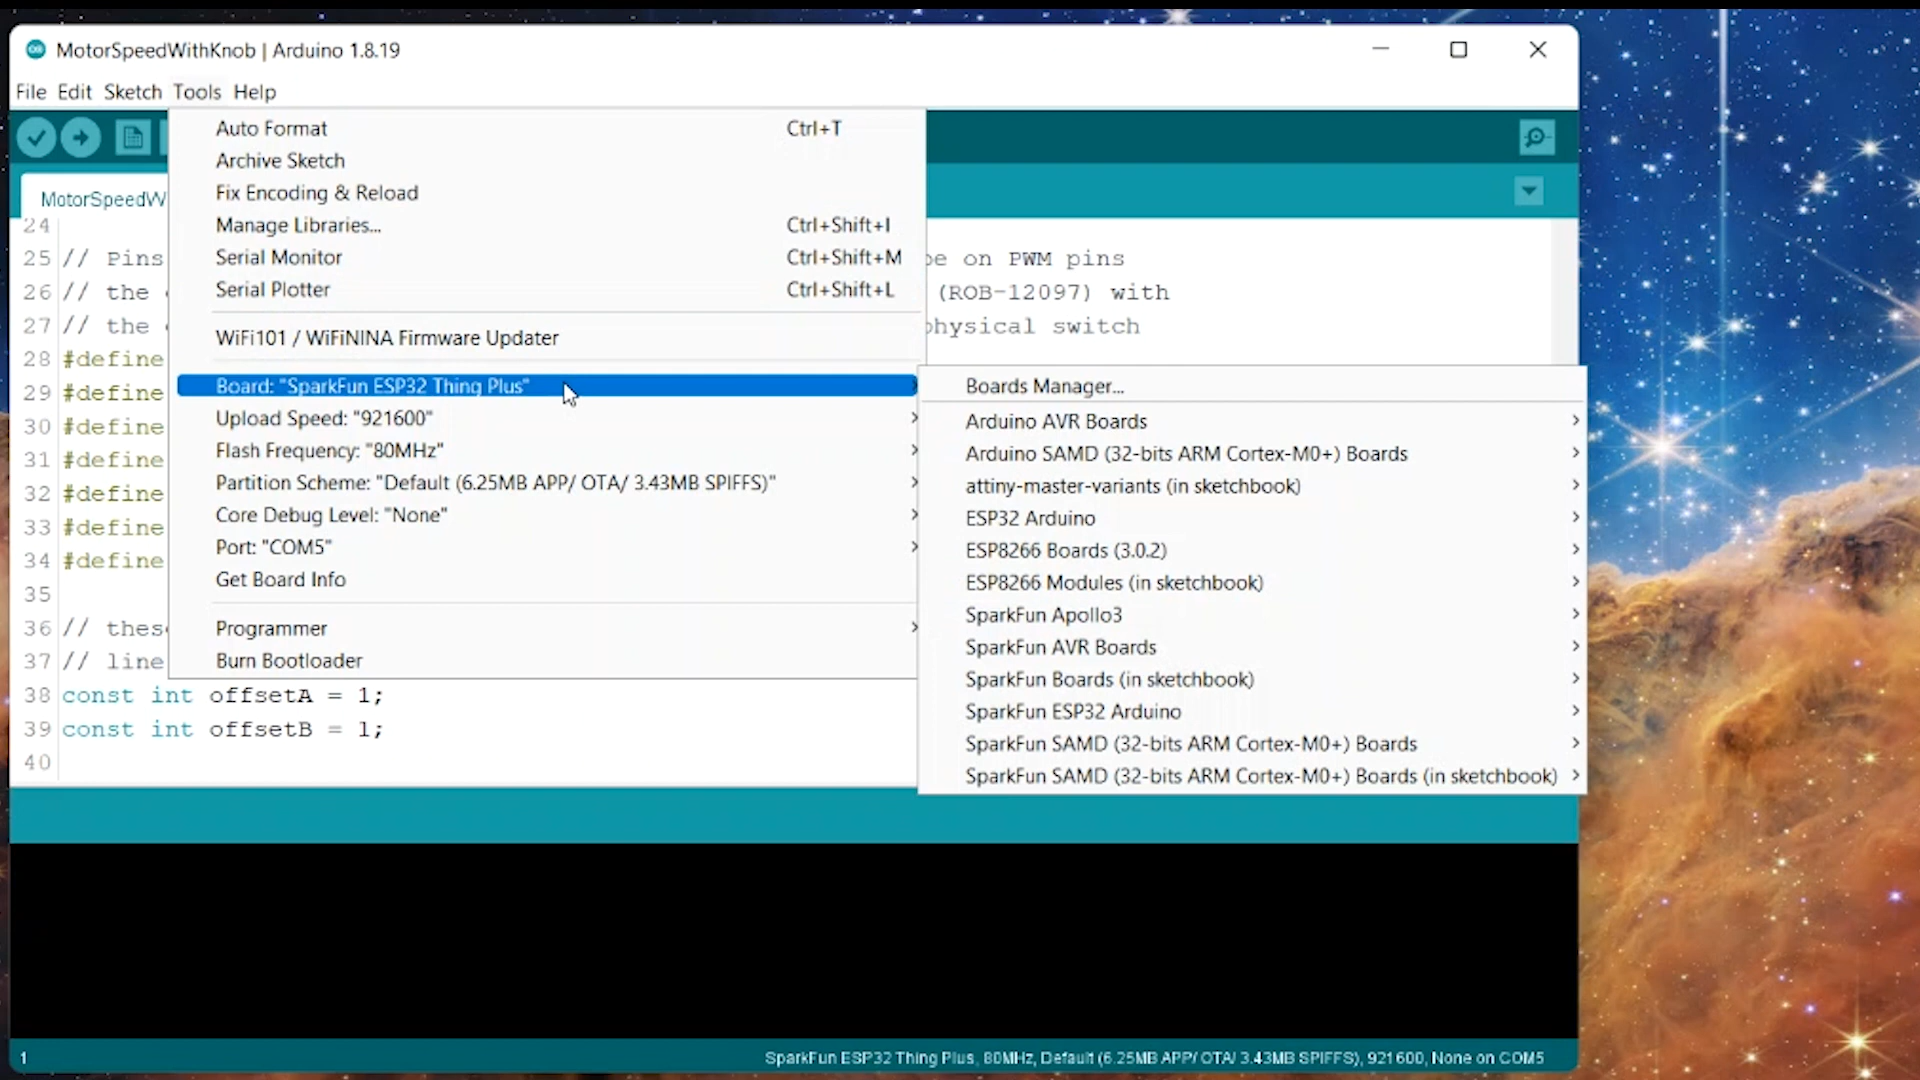 MotorSpeedWithKnob | Arduino 1.8.19
File Edit Sketch Tools Help
Auto Format Ctrl+T
Archive Sketch
Fix Encoding & Reload
Manage Libraries... Ctrl+Shift+I
Serial Monitor Ctrl+Shift+M
Serial Plotter Ctrl+Shift+L
WiFi101 / WiFiNINA Firmware Updater
Board: "SparkFun ESP32 Thing Plus"
Upload Speed: "921600"
Flash Frequency: "80MHz"
Partition Scheme: "Default (6.25MB APP/ OTA/ 3.43MB SPIFFS)"
Core Debug Level: "None"
Port: "COM5"
Get Board Info
Programmer
Burn Bootloader
Boards Manager...
Arduino AVR Boards
Arduino SAMD (32-bits ARM Cortex-M0+) Boards
attiny-master-variants (in sketchbook)
ESP32 Arduino
ESP8266 Boards (3.0.2)
ESP8266 Modules (in sketchbook)
SparkFun Apollo3
SparkFun AVR Boards
SparkFun Boards (in sketchbook)
SparkFun ESP32 Arduino
SparkFun SAMD (32-bits ARM Cortex-M0+) Boards
SparkFun SAMD (32-bits ARM Cortex-M0+) Boards (in sketchbook)
MotorSpeedW
24
25 // Pins be on PWM pins
26 // the (ROB-12097) with
27 // the physical switch
28 #define
29 #define
30 #define
31 #define
32 #define
33 #define
34 #define
35
36 // thes
37 // line
38 const int offsetA = 1;
39 const int offsetB = 1;
40
1 SparkFun ESP32 Thing Plus, 80MHz, Default (6.25MB APP/ OTA/ 3.43MB SPIFFS), 921600, None on COM5